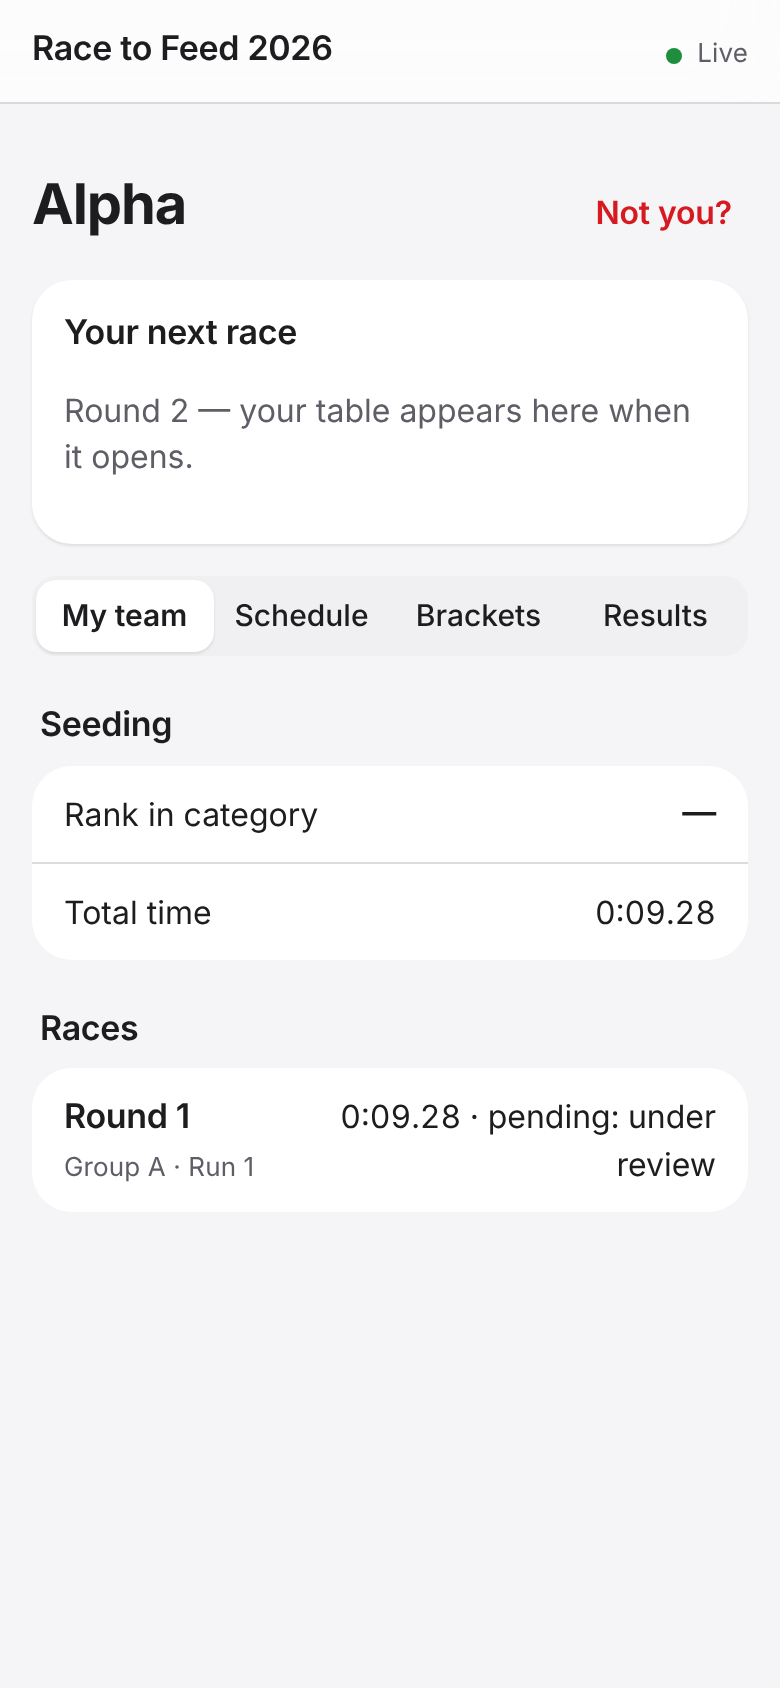 Race to Feed 2026
Live
Alpha
Not you?
Your next race
Round 2 — your table appears here when
it opens.
My team
Schedule
Brackets
Results
Seeding
Rank in category
—
Total time
0:09.28
Races
Round 1
0:09.28 · pending: under
review
Group A · Run 1